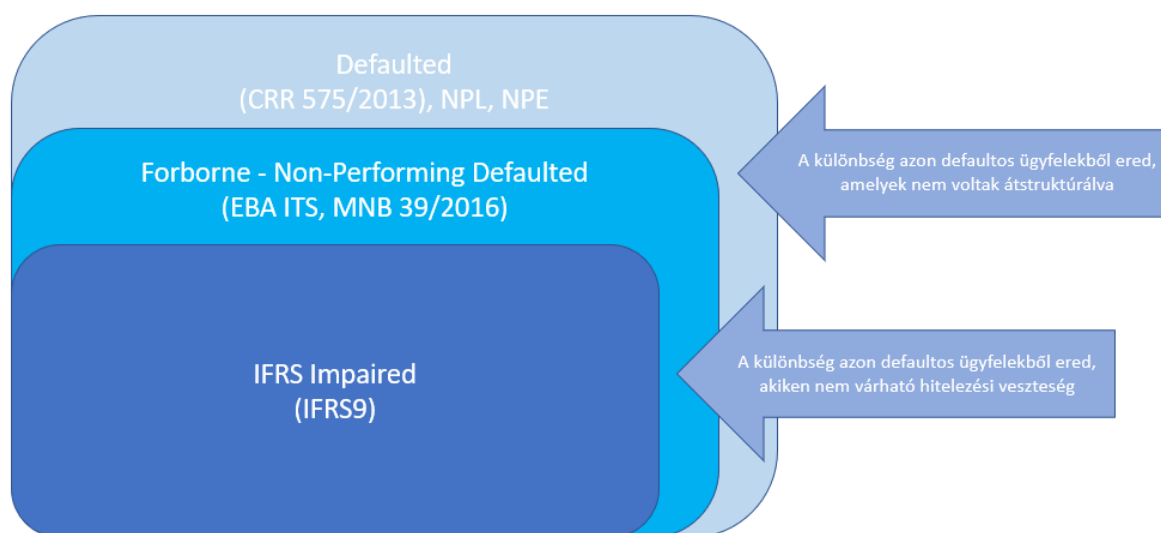 Defaulted
(CRR 575/2013), NPL, NPE
A különbség azon defaultos ügyfelekből ered,
amelyek nem voltak átstruktúrálva
Forborne - Non-Performing Defaulted
(EBA ITS, MNB 39/2016)
A különbség azon defaultos ügyfelekből ered,
akiken nem várható hitelezési veszteség
IFRS Impaired
(IFRS9)